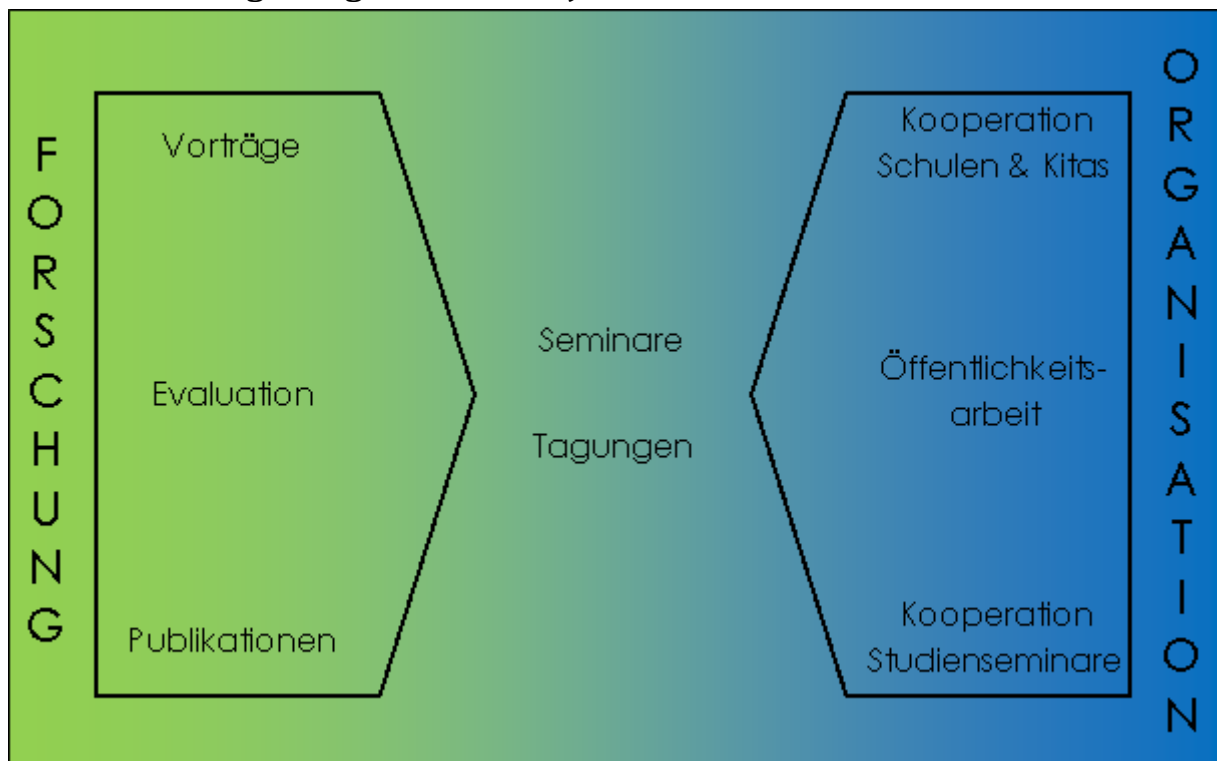 FORSCHUNG
Vorträge
Evaluation
Publikationen
Seminare
Tagungen
Kooperation
Schulen & Kitas
Öffentlichkeits-
arbeit
Kooperation
Studienseminare
ORGANISATION